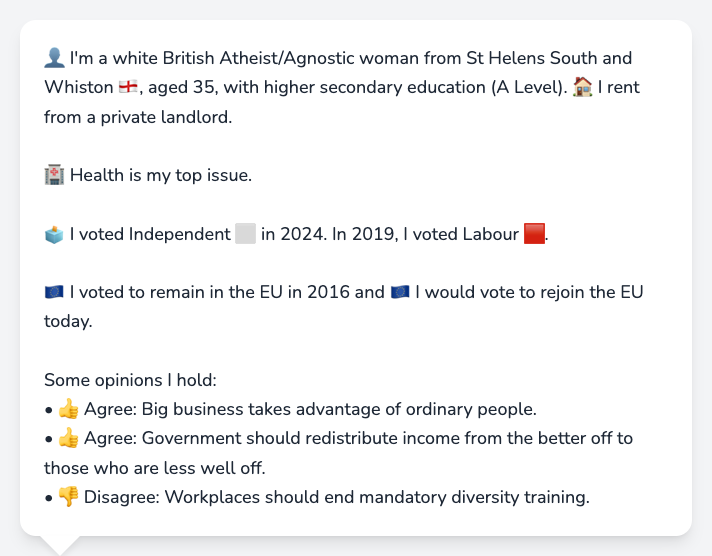 👤 I'm a white British Atheist/Agnostic woman from St Helens South and
Whiston 🏴󠁧󠁢󠁥󠁮󠁧󠁿, aged 35, with higher secondary education (A Level). 🏠 I rent
from a private landlord.
🏥 Health is my top issue.
🗳️ I voted Independent ⬜ in 2024. In 2019, I voted Labour 🟥.
🇪🇺 I voted to remain in the EU in 2016 and 🇪🇺 I would vote to rejoin the EU
today.
Some opinions I hold:
• 👍 Agree: Big business takes advantage of ordinary people.
• 👍 Agree: Government should redistribute income from the better off to
those who are less well off.
• 👎 Disagree: Workplaces should end mandatory diversity training.